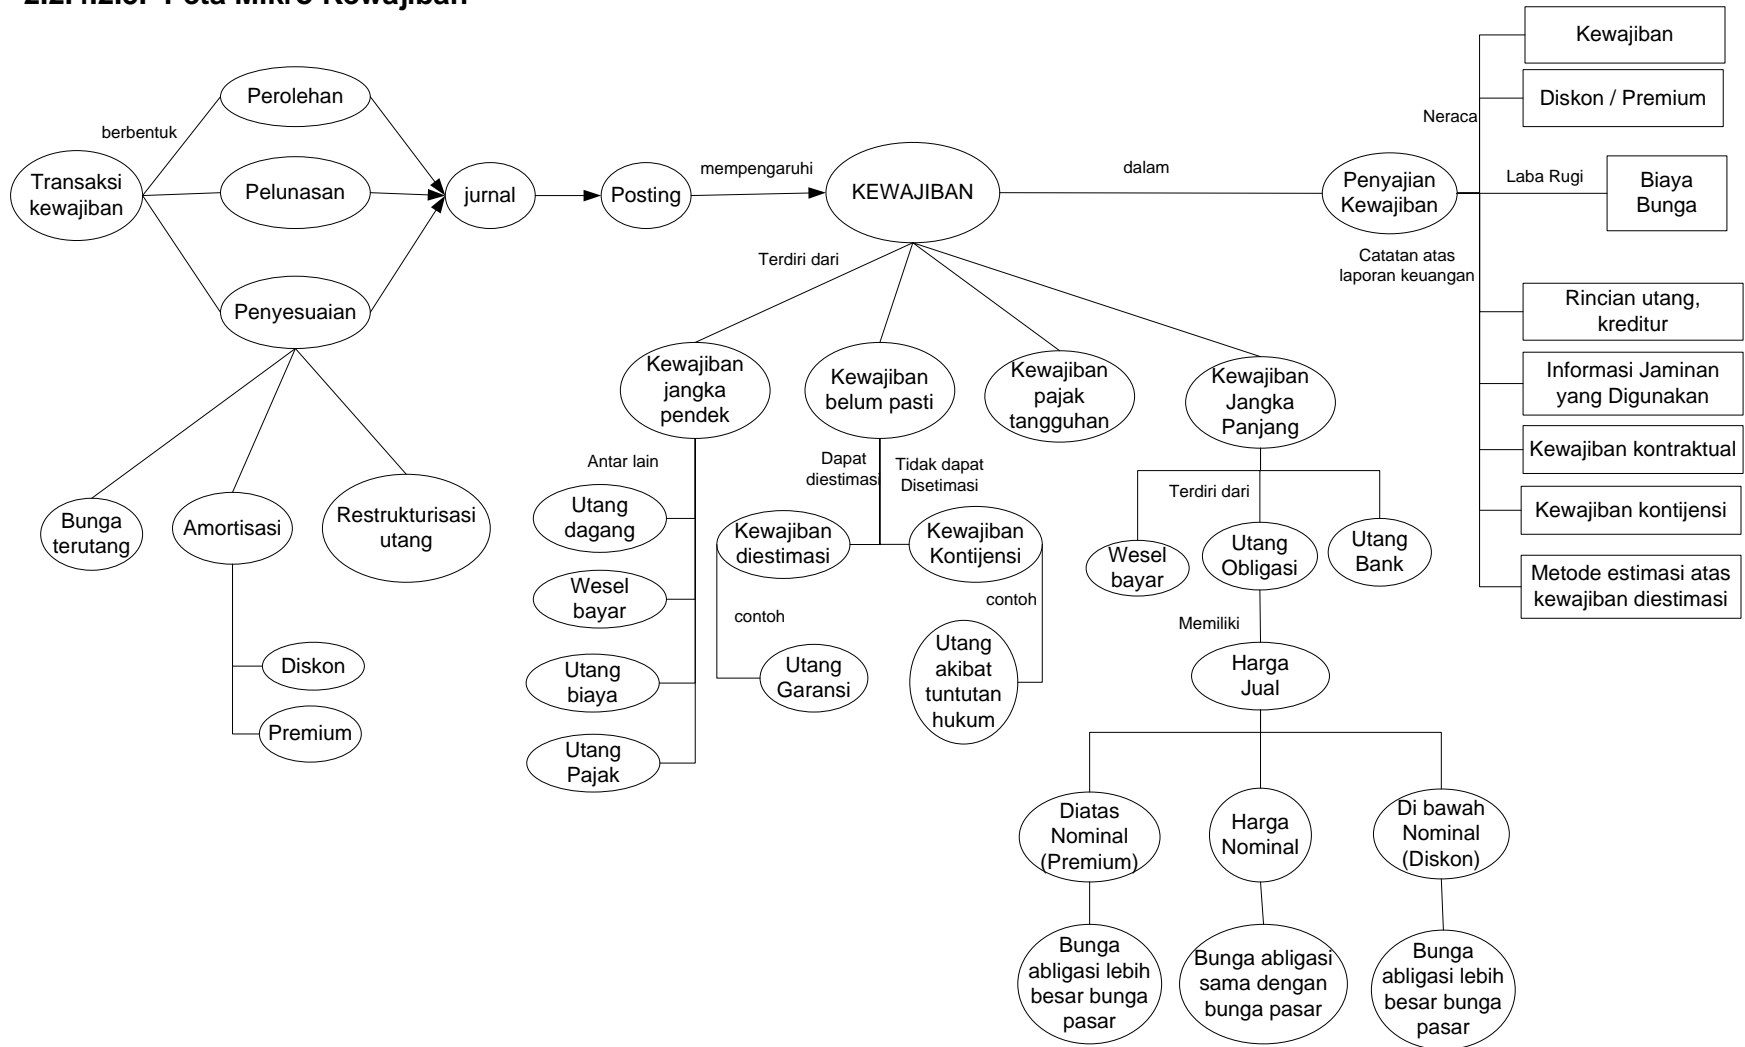 Peta Mikro Kewajiban
Kewajiban
Diskon / Premium
Neraca
Perolehan
berbentuk
Transaksi
kewajiban
Pelunasan
jurnal
Posting
mempengaruhi
KEWAJIBAN
dalam
Penyajian
Kewajiban
Laba Rugi
Biaya
Bunga
Penyesuaian
Terdiri dari
Catatan atas
laporan keuangan
Rincian utang,
kreditur
Informasi Jaminan
yang Digunakan
Kewajiban kontraktual
Kewajiban kontijensi
Metode estimasi atas
kewajiban diestimasi
Bunga
terutang
Amortisasi
Restrukturisasi
utang
Diskon
Premium
Kewajiban
jangka
pendek
Kewajiban
belum pasti
Kewajiban
pajak
tangguhan
Kewajiban
Jangka
Panjang
Antar lain
Utang
dagang
Wesel
bayar
Utang
biaya
Utang
Pajak
Dapat
diestimasi
Tidak dapat
Disetimasi
Kewajiban
diestimasi
Kewajiban
Kontijensi
contoh
Utang
Garansi
contoh
Utang
akibat
tuntutan
hukum
Terdiri dari
Wesel
bayar
Utang
Obligasi
Utang
Bank
Memiliki
Harga
Jual
Diatas
Nominal
(Premium)
Harga
Nominal
Di bawah
Nominal
(Diskon)
Bunga
abligasi lebih
besar bunga
pasar
Bunga abligasi
sama dengan
bunga pasar
Bunga
abligasi lebih
besar bunga
pasar